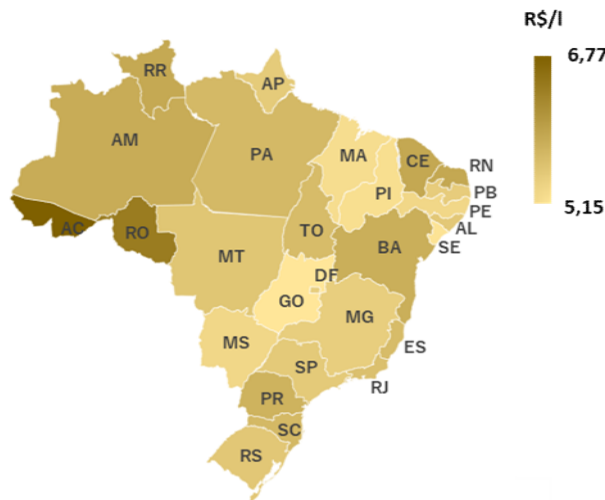 R$/l
6,77
5,15
RR
AP
AM
PA
MA
CE
RN
PI
PB
PE
AC
RO
TO
AL
BA
SE
MT
DF
GO
MG
MS
ES
SP
RJ
PR
SC
RS